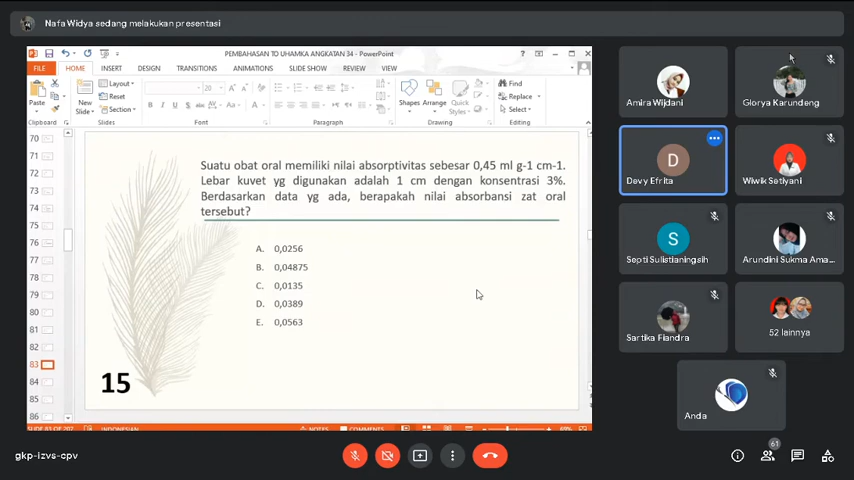 Nafa Widya sedang melakukan presentasi
PEMBAHASAN TO UHAMKA ANGKATAN 34 - PowerPoint
FILE HOME INSERT DESIGN TRANSITIONS ANIMATIONS SLIDE SHOW REVIEW VIEW
Paste
New
Slide
Layout
Reset
Section
Shapes
Arrange
Quick
Styles
Find
Replace
Select
Clipboard
Slides
Font
Paragraph
Drawing
Editing
70
71
72
73
74
75
76
77
78
79
80
81
82
83
84
85
86
Suatu obat oral memiliki nilai absorptivitas sebesar 0,45 ml g-1 cm-1.
Lebar kuvet yg digunakan adalah 1 cm dengan konsentrasi 3%.
Berdasarkan data yg ada, berapakah nilai absorbansi zat oral
tersebut?
A. 0,0256
B. 0,04875
C. 0,0135
D. 0,0389
E. 0,0563
15
SLIDE 83 OF 202
INDONESIAN
NOTES
COMMENTS
69%
Amira Wijdani
Glorya Karundeng
D
Devy Efrita
Wiwik Setiyani
S
Septi Sulistianingsih
Arundini Sukma Ama...
Sartika Fiandra
52 lainnya
Anda
gkp-izvs-cpv
61